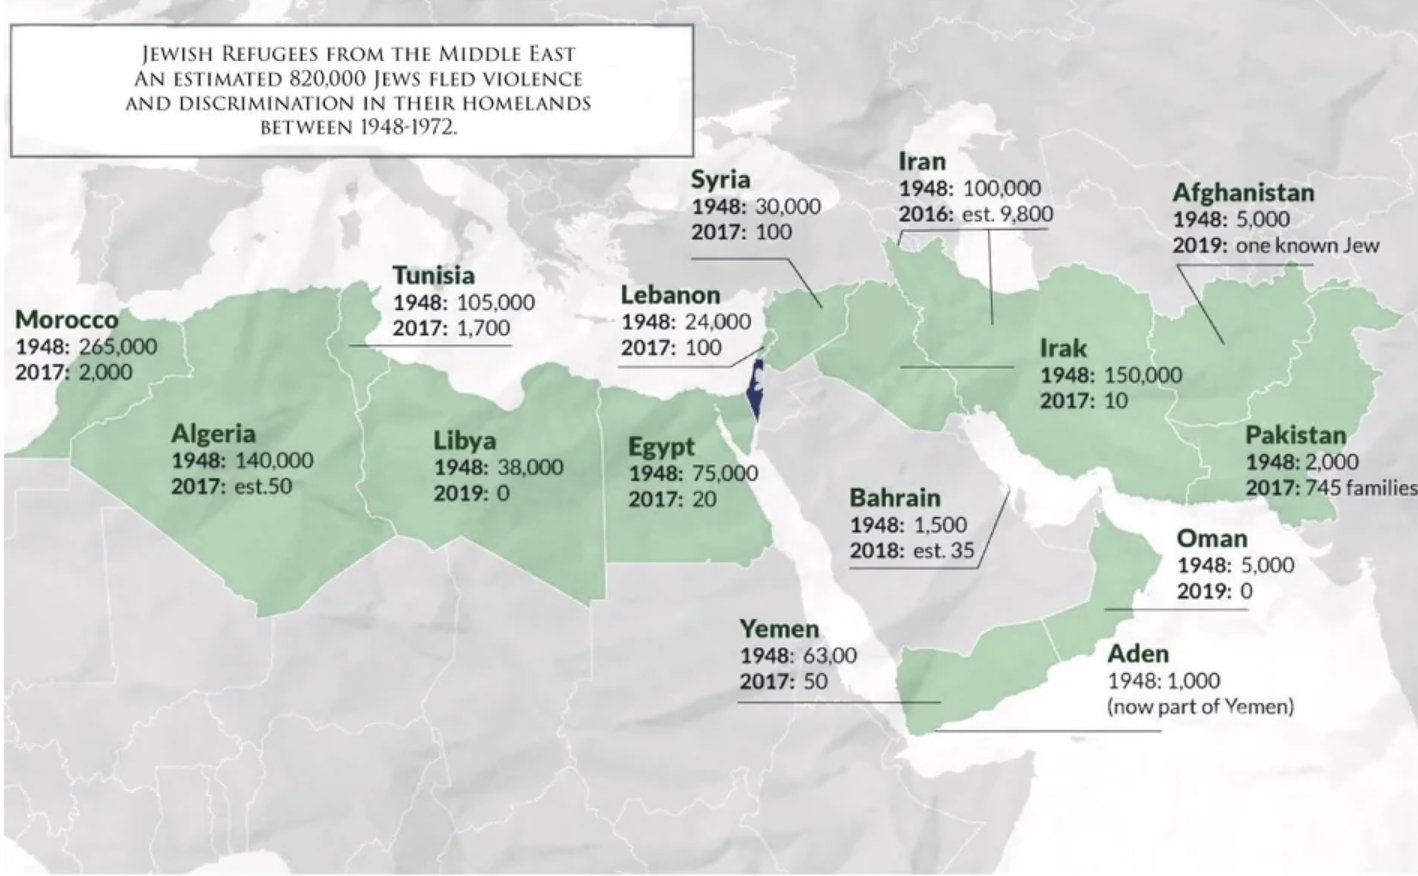 JEWISH REFUGEES FROM THE MIDDLE EAST
AN ESTIMATED 820,000 JEWS FLED VIOLENCE
AND DISCRIMINATION IN THEIR HOMELANDS
BETWEEN 1948-1972.
Syria
1948: 30,000
2017: 100
Iran
1948: 100,000
2016: est. 9,800
Afghanistan
1948: 5,000
2019: one known Jew
Tunisia
1948: 105,000
2017: 1,700
Lebanon
1948: 24,000
2017: 100
Morocco
1948: 265,000
2017: 2,000
Irak
1948: 150,000
2017: 10
Algeria
1948: 140,000
2017: est.50
Libya
1948: 38,000
2019: 0
Egypt
1948: 75,000
2017: 20
Pakistan
1948: 2,000
2017: 745 families
Bahrain
1948: 1,500
2018: est. 35
Oman
1948: 5,000
2019: 0
Yemen
1948: 63,00
2017: 50
Aden
1948: 1,000
(now part of Yemen)